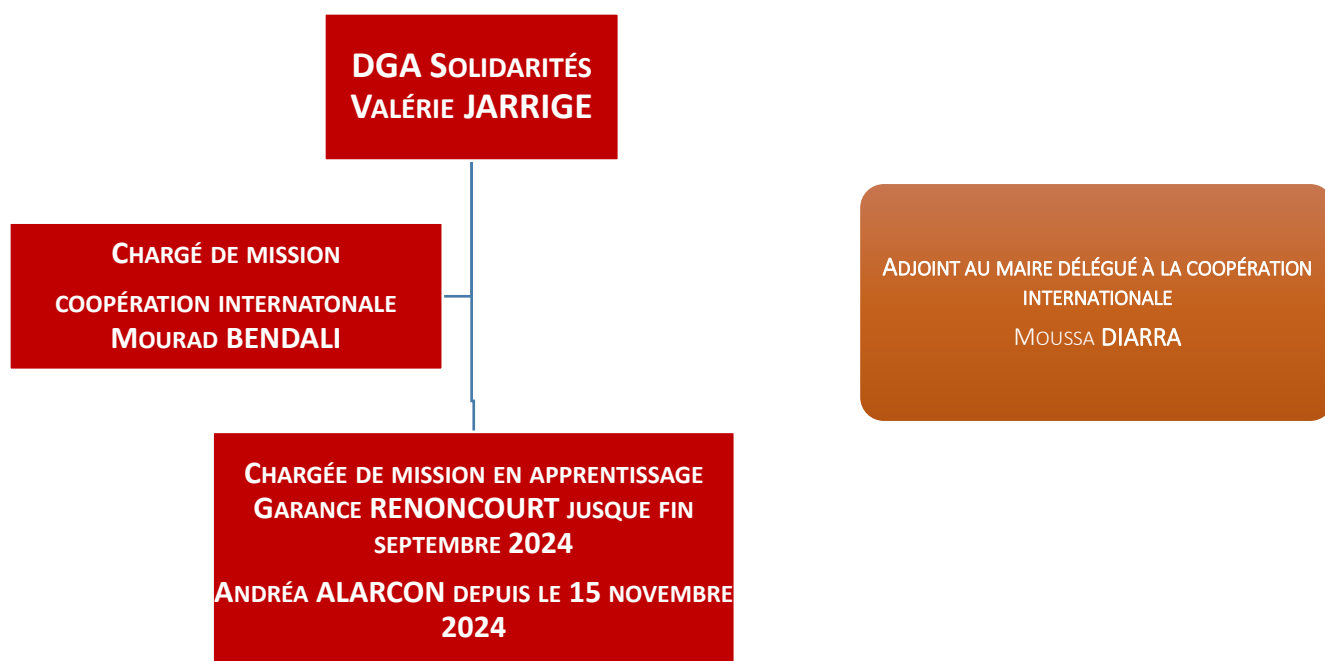 DGA Solidarités
Valérie JARRIGE
Chargé de mission
coopération internatonale
Mourad BENDALI
Adjoint au maire délégué à la coopération
internationale
Moussa DIARRA
Chargée de mission en apprentissage
Garance RENONCOURT jusque fin
septembre 2024
Andréa ALARCON depuis le 15 novembre
2024